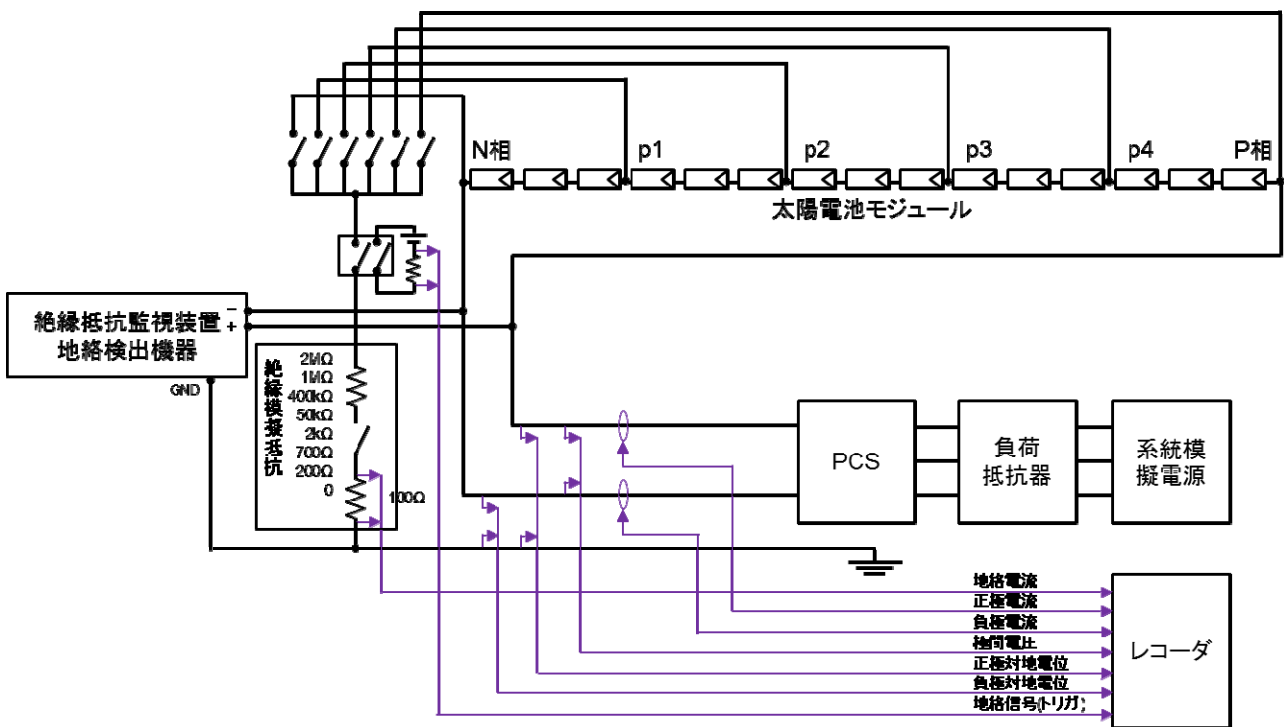 N相
p1
p2
p3
p4
P相
太陽電池モジュール
絶縁抵抗監視装置
地絡検出機器
−
+
GND
絶縁模擬抵抗
2MΩ
1MΩ
400kΩ
50kΩ
2kΩ
700Ω
200Ω
0
100Ω
PCS
負荷
抵抗器
系統模
擬電源
地絡電流
正極電流
負極電流
極間電圧
正極対地電位
負極対地電位
地絡信号(トリガ)
レコーダ